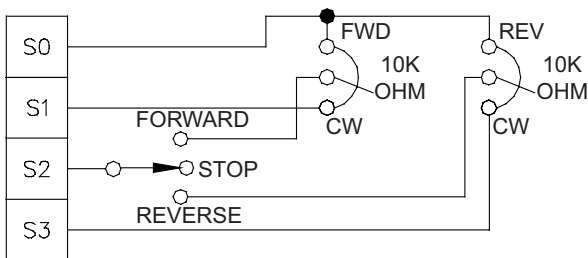 S0
S1
S2
S3
FORWARD
STOP
REVERSE
FWD
10K
OHM
CW
REV
10K
OHM
CW